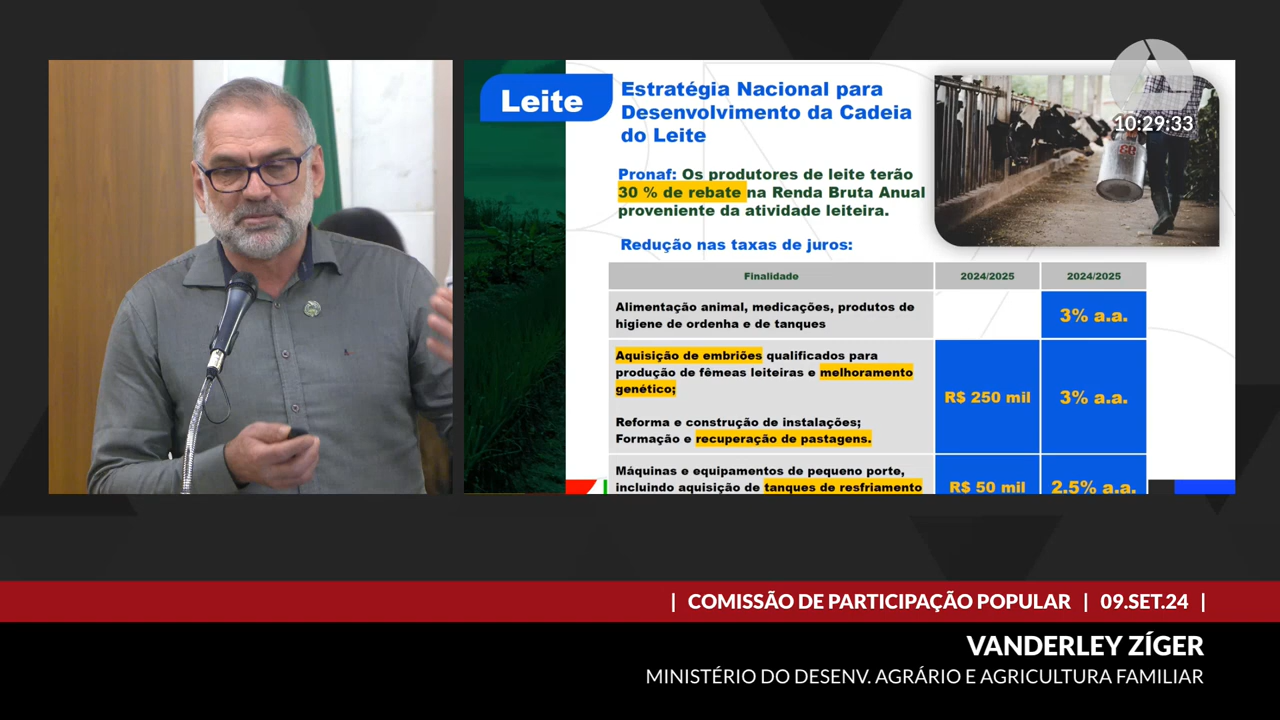 Leite
Estratégia Nacional para
Desenvolvimento da Cadeia
do Leite
10:29:33
Pronaf: Os produtores de leite terão
30 % de rebate na Renda Bruta Anual
proveniente da atividade leiteira.
Redução nas taxas de juros:
Finalidade 2024/2025 2024/2025
Alimentação animal, medicações, produtos de
higiene de ordenha e de tanques
3% a.a.
Aquisição de embriões qualificados para
produção de fêmeas leiteiras e melhoramento
genético;
Reforma e construção de instalações;
Formação e recuperação de pastagens.
R$ 250 mil 3% a.a.
Máquinas e equipamentos de pequeno porte,
incluindo aquisição de tanques de resfriamento
R$ 50 mil 2.5% a.a.
| COMISSÃO DE PARTICIPAÇÃO POPULAR | 09.SET.24 |
VANDERLEY ZÍGER
MINISTÉRIO DO DESENV. AGRÁRIO E AGRICULTURA FAMILIAR